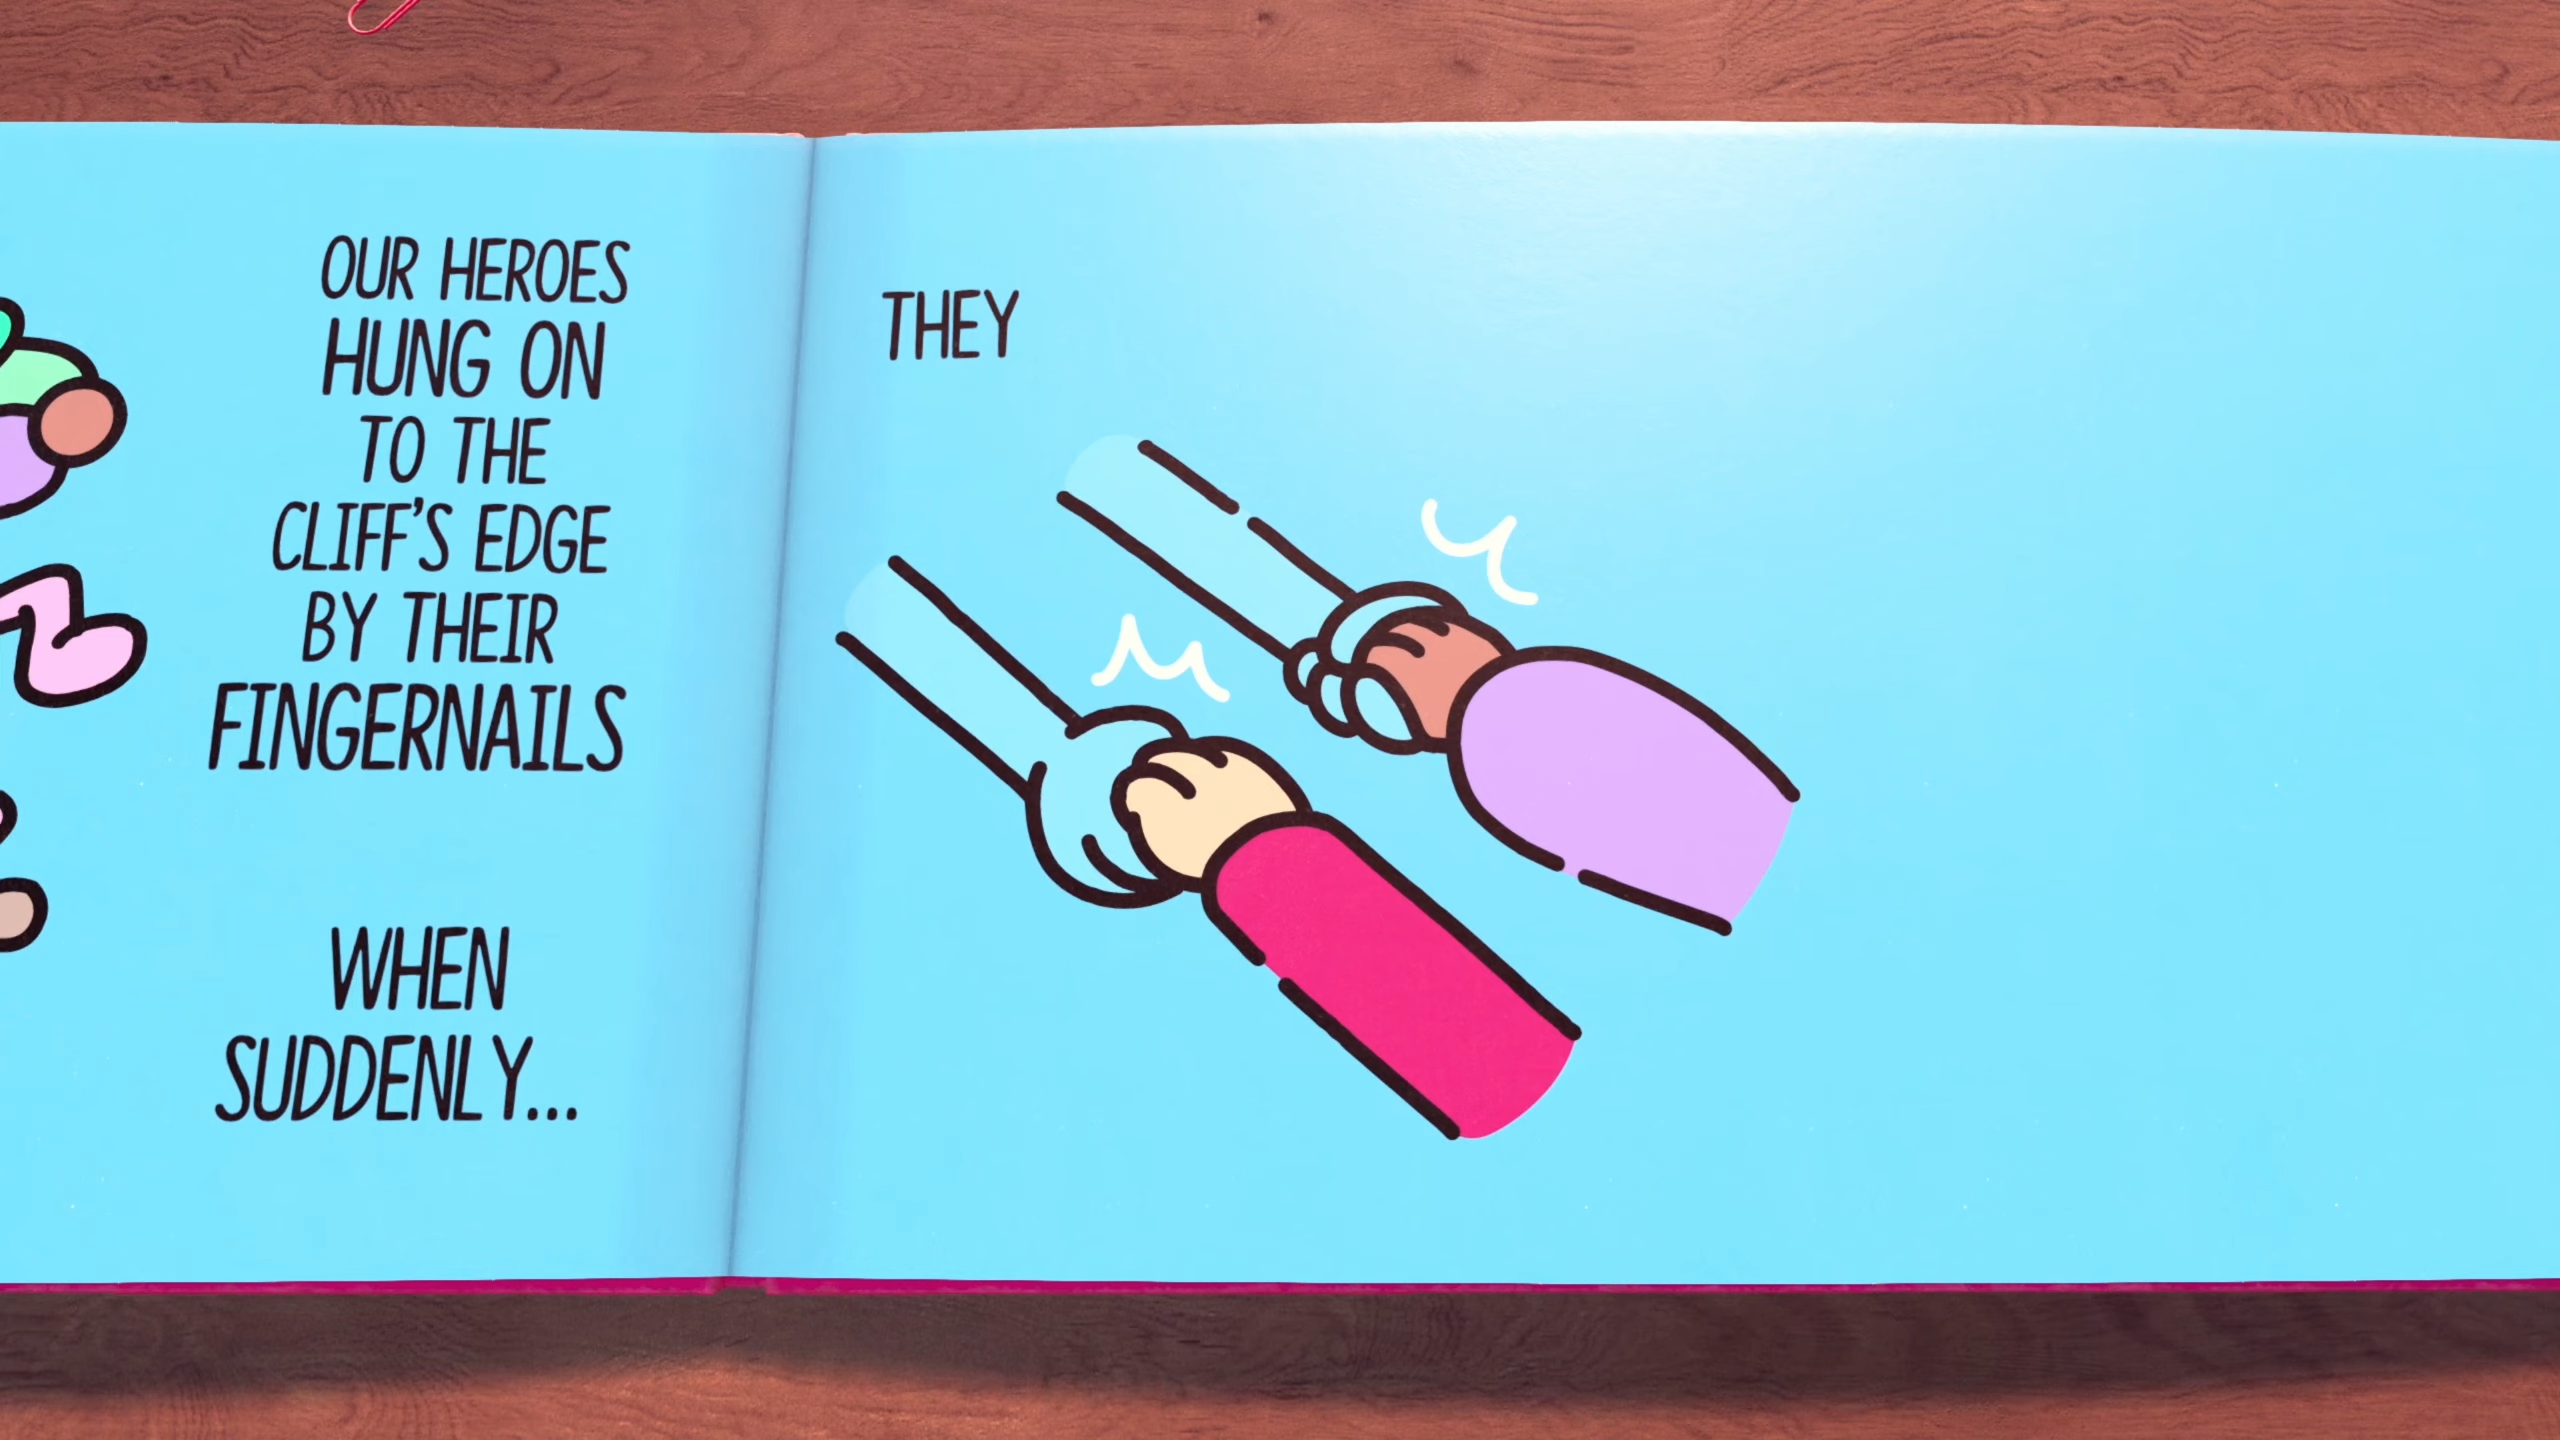 OUR HEROES
HUNG ON
TO THE
CLIFF'S EDGE
BY THEIR
FINGERNAILS
WHEN
SUDDENLY...
THEY